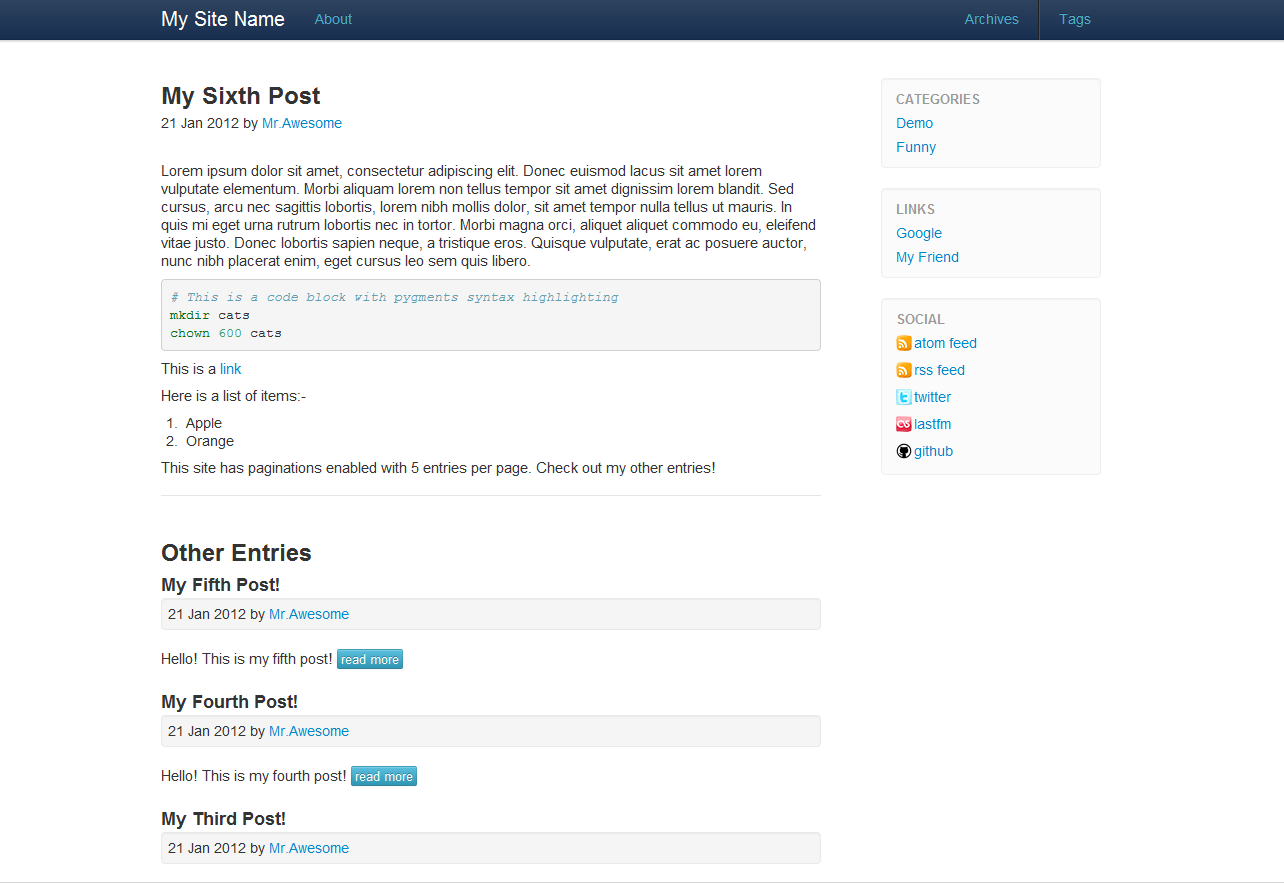 My Site Name About Archives Tags
My Sixth Post
21 Jan 2012 by Mr.Awesome
Lorem ipsum dolor sit amet, consectetur adipiscing elit. Donec euismod lacus sit amet lorem
vulputate elementum. Morbi aliquam lorem non tellus tempor sit amet dignissim lorem blandit. Sed
cursus, arcu nec sagittis lobortis, lorem nibh mollis dolor, sit amet tempor nulla tellus ut mauris. In
quis mi eget urna rutrum lobortis nec in tortor. Morbi magna orci, aliquet aliquet commodo eu, eleifend
vitae justo. Donec lobortis sapien neque, a tristique eros. Quisque vulputate, erat ac posuere auctor,
nunc nibh placerat enim, eget cursus leo sem quis libero.
# This is a code block with pygments syntax highlighting
mkdir cats
chown 600 cats
This is a link
Here is a list of items:-
1. Apple
2. Orange
This site has paginations enabled with 5 entries per page. Check out my other entries!
Other Entries
My Fifth Post!
21 Jan 2012 by Mr.Awesome
Hello! This is my fifth post! read more
My Fourth Post!
21 Jan 2012 by Mr.Awesome
Hello! This is my fourth post! read more
My Third Post!
21 Jan 2012 by Mr.Awesome
CATEGORIES
Demo
Funny
LINKS
Google
My Friend
SOCIAL
atom feed
rss feed
twitter
lastfm
github